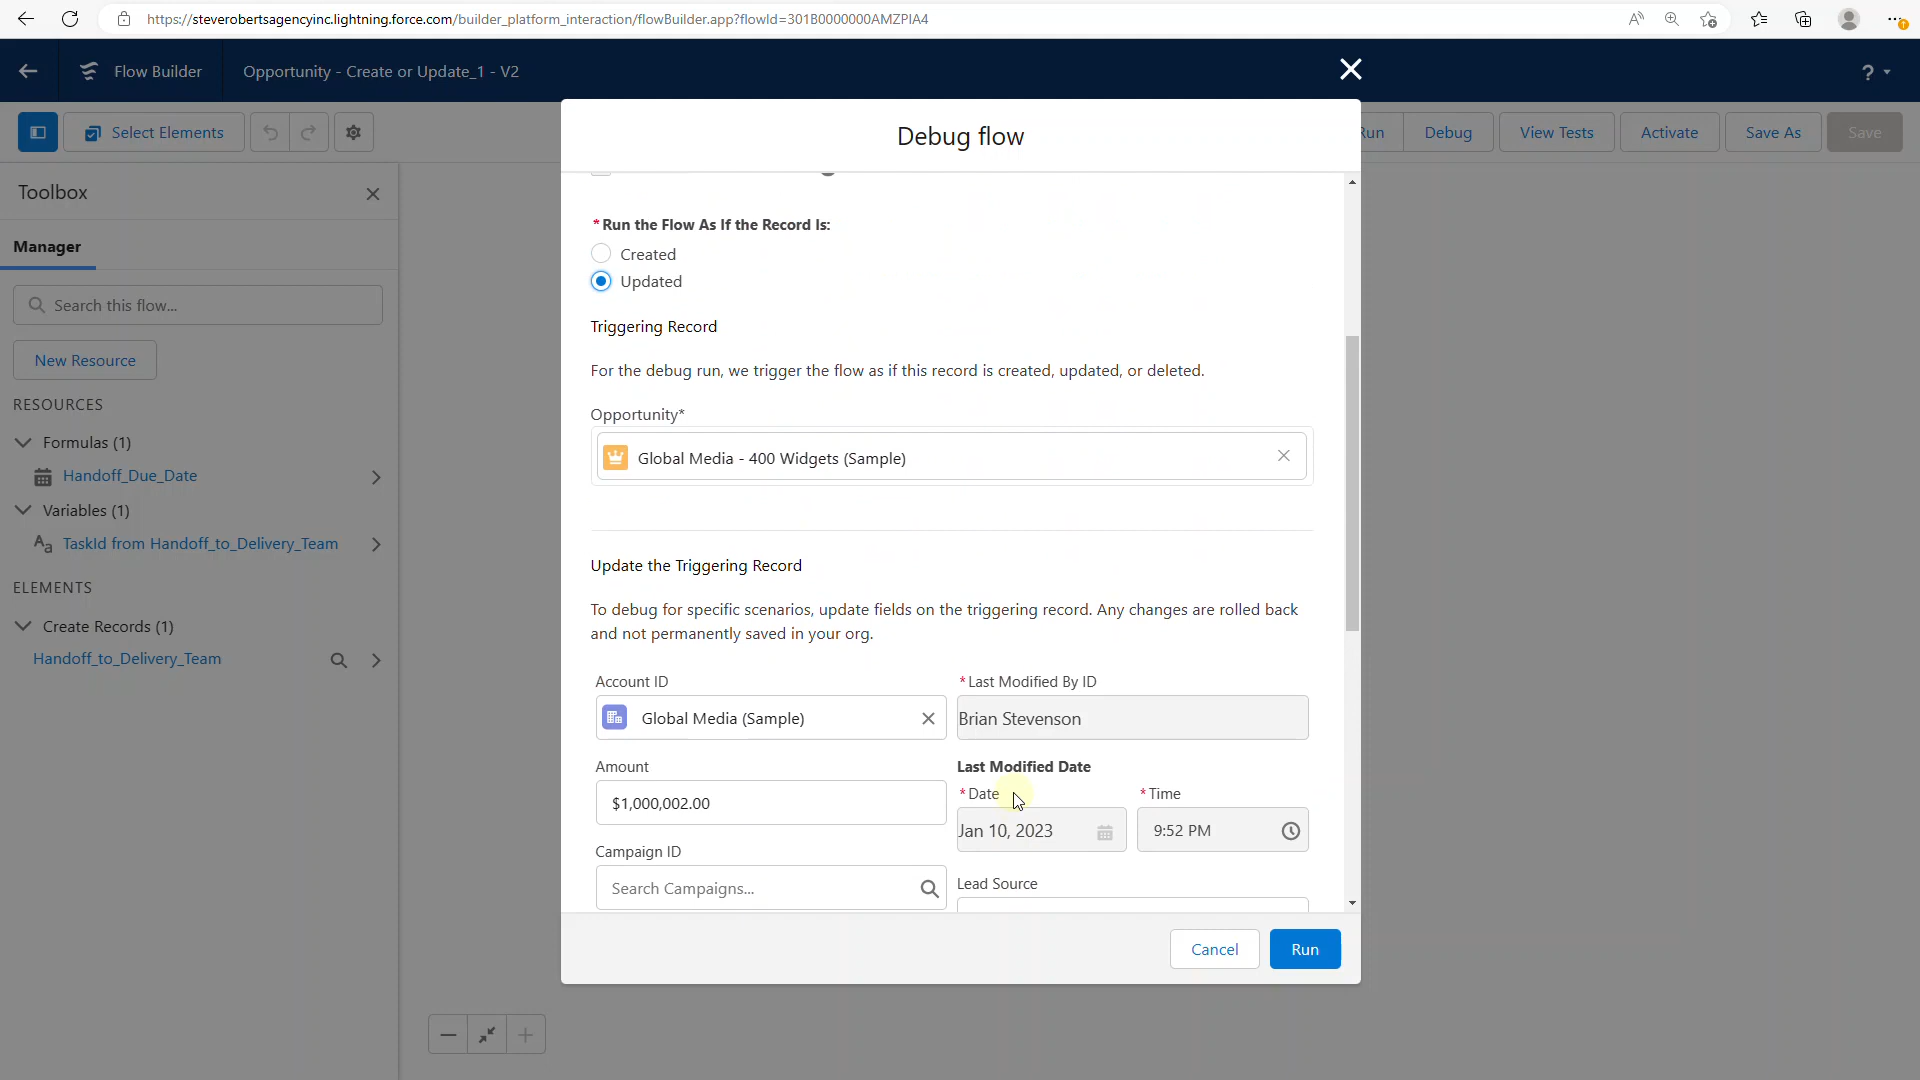 https://steverobertsagencyinc.lightning.force.com/builder_platform_interaction/flowBuilder.app?flowId=301B0000000AMZPIA4
Flow Builder
Opportunity - Create or Update_1 - V2
?
Select Elements
Run
Debug
View Tests
Activate
Save As
Save
Toolbox
Manager
Search this flow...
New Resource
RESOURCES
Formulas (1)
Handoff_Due_Date
Variables (1)
TaskId from Handoff_to_Delivery_Team
ELEMENTS
Create Records (1)
Handoff_to_Delivery_Team
Debug flow
*Run the Flow As If the Record Is:
Created
Updated
Triggering Record
For the debug run, we trigger the flow as if this record is created, updated, or deleted.
Opportunity*
Global Media - 400 Widgets (Sample)
Update the Triggering Record
To debug for specific scenarios, update fields on the triggering record. Any changes are rolled back
and not permanently saved in your org.
Account ID
Global Media (Sample)
Amount
$1,000,002.00
Campaign ID
Search Campaigns...
*Last Modified By ID
Brian Stevenson
Last Modified Date
*Date
*Time
Jan 10, 2023
9:52 PM
Lead Source
Cancel
Run